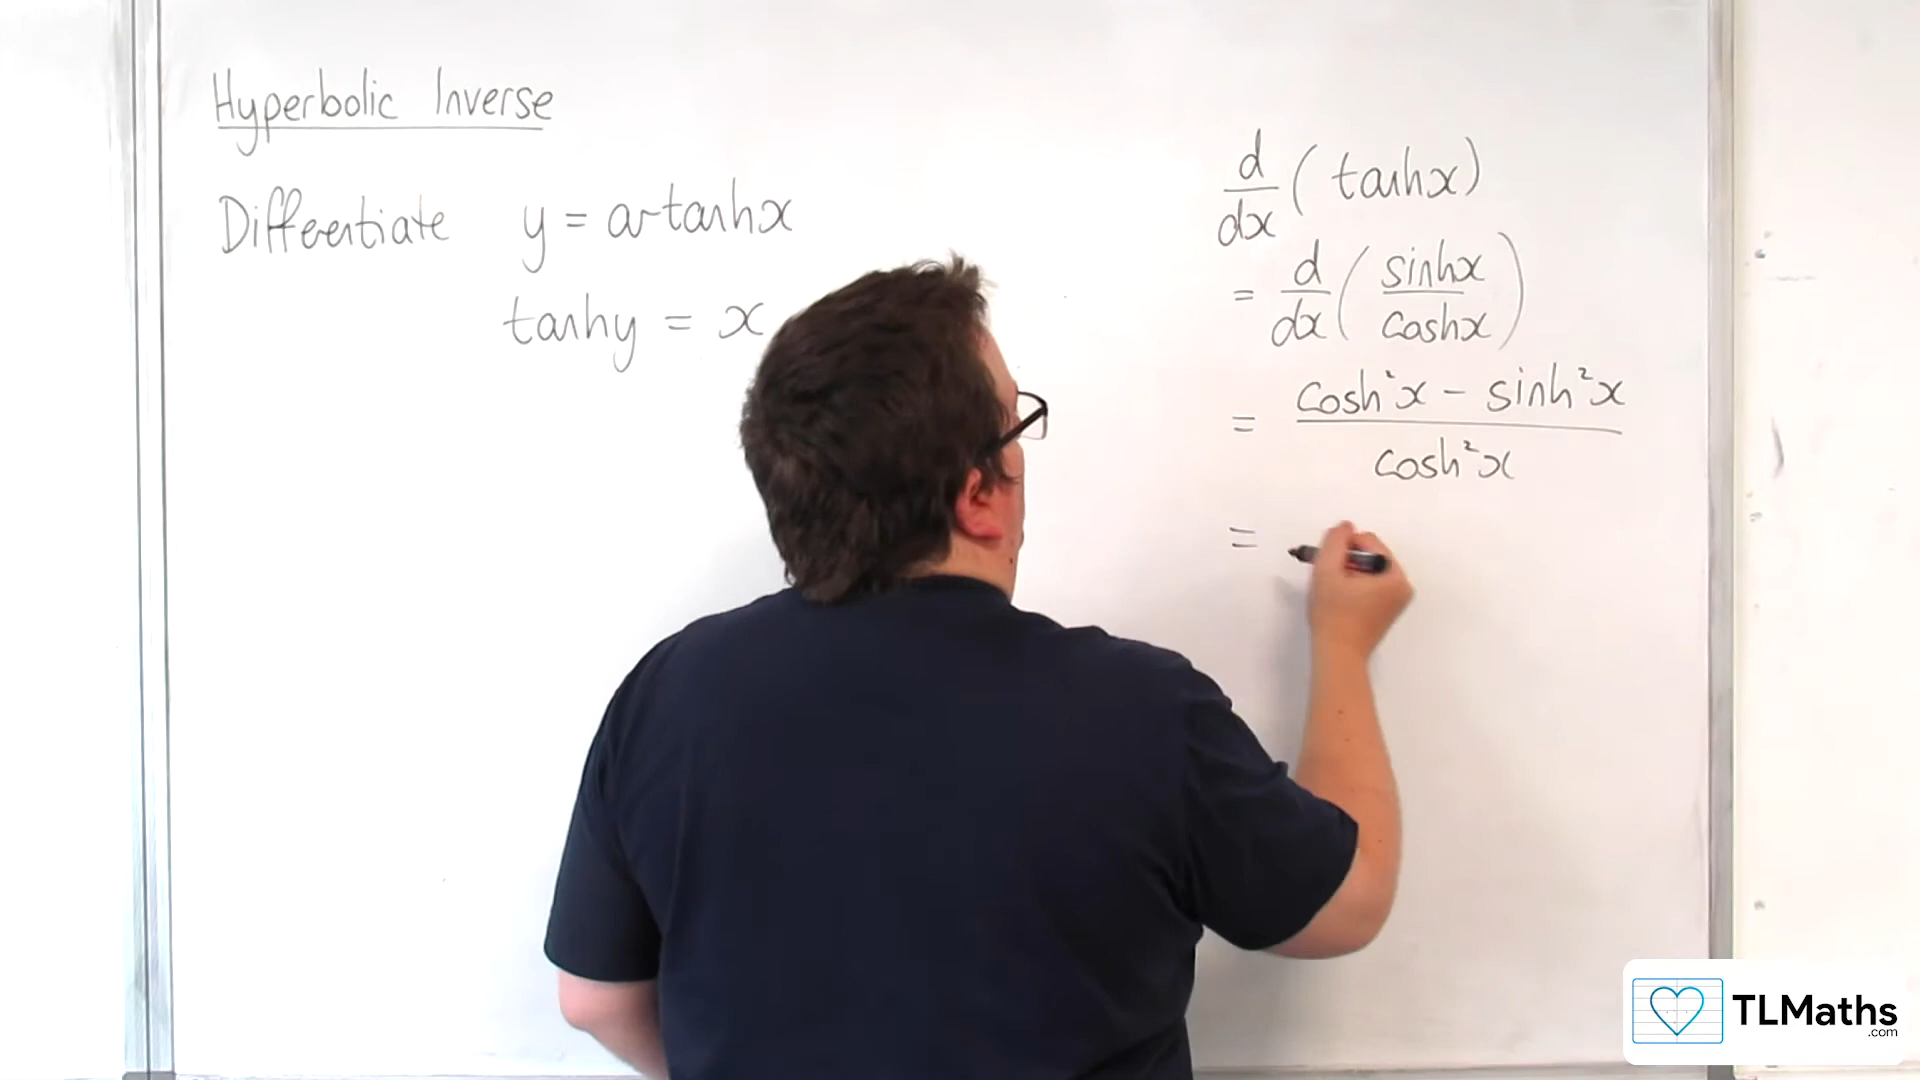 Hyperbolic Inverse
Differentiate y = artanhx
tanhy = x
d/dx ( tanhx)
= d/dx ( sinhx / coshx )
= cosh²x - sinh²x / cosh²x
=
TLMaths
.com